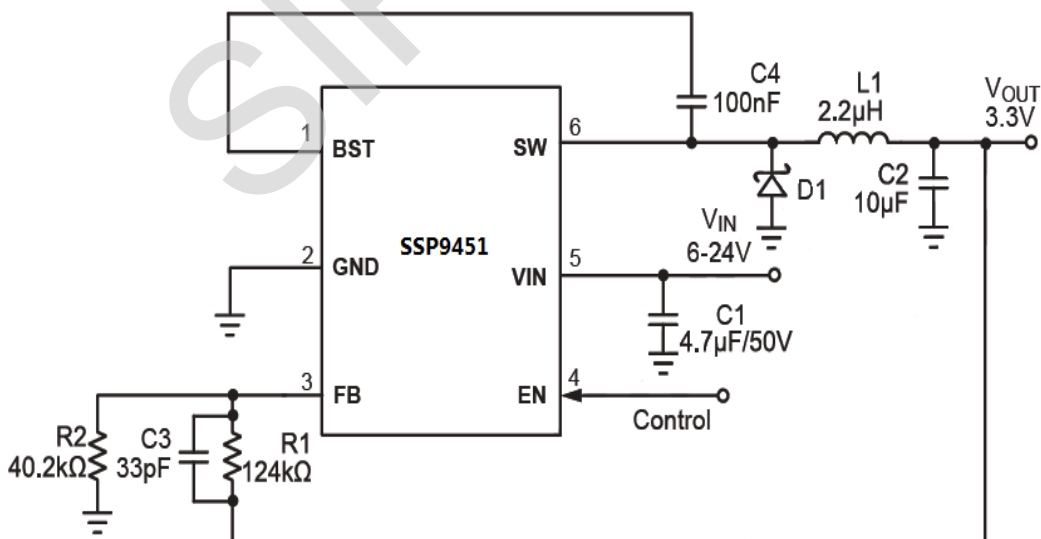 C4
100nF
L1
2.2µH
VOUT
3.3V
1
BST
SW
6
C2
10µF
D1
VIN
6-24V
SSP9451
2
GND
VIN
5
C1
4.7µF/50V
3
FB
EN
4
Control
R2
40.2kΩ
C3
33pF
R1
124kΩ